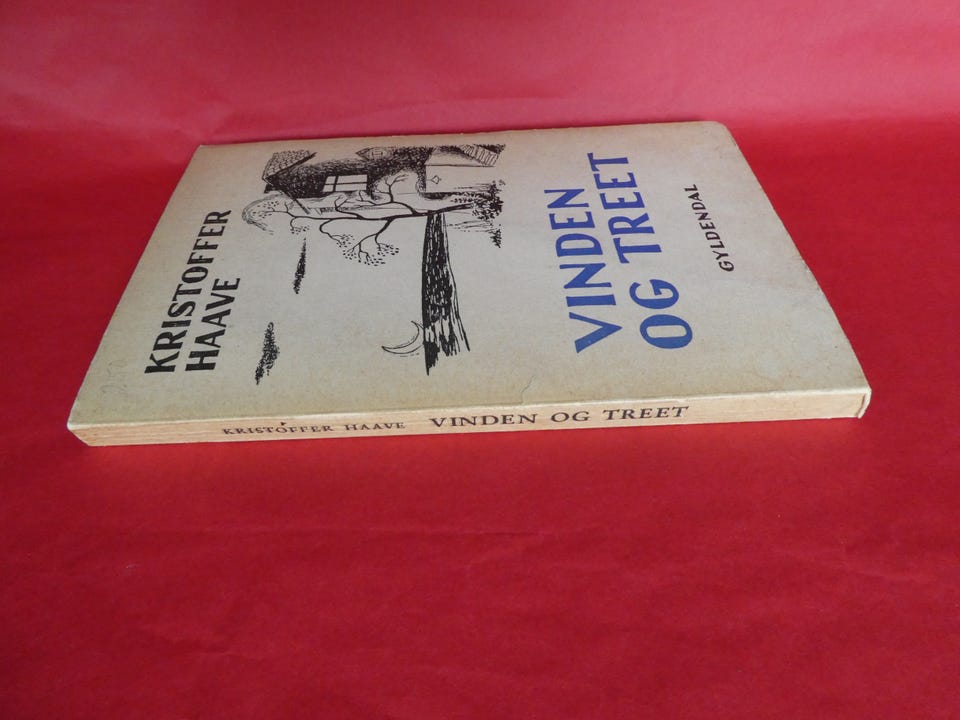 KRISTOFFER
HAAVE
VINDEN
OG TREET
GYLDENDAL
KRISTOFFER HAAVE VINDEN OG TREET